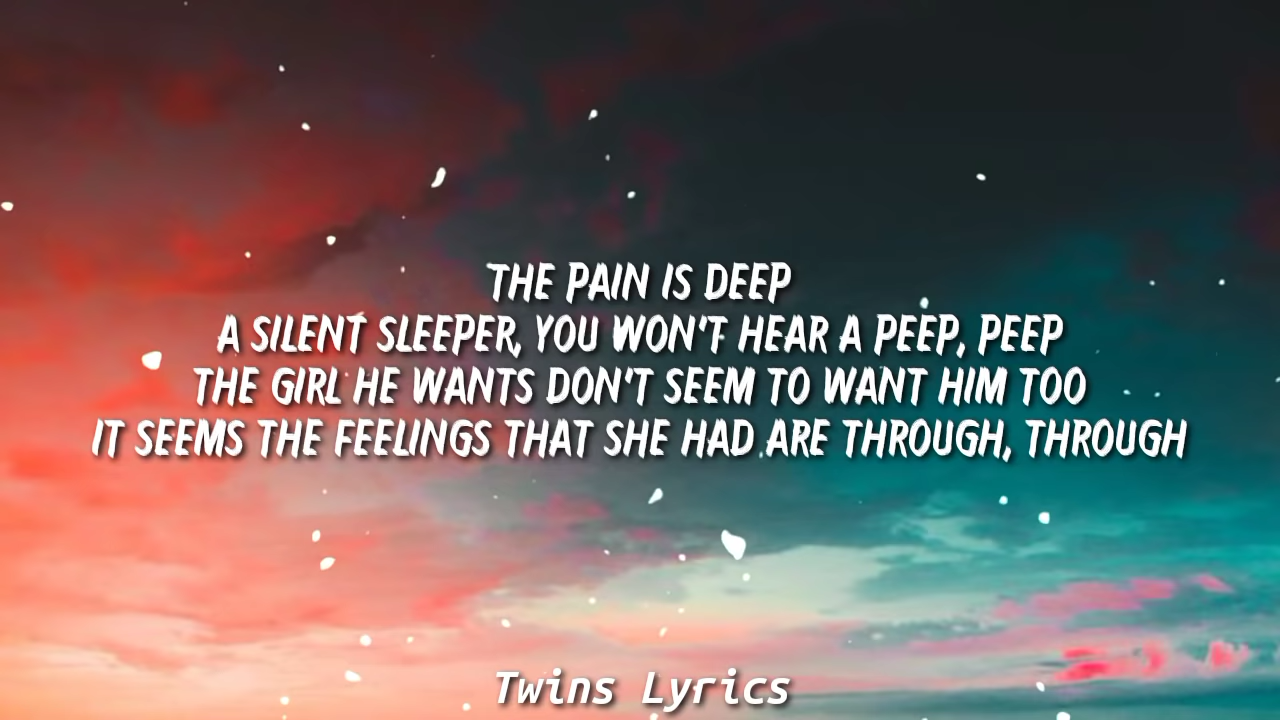 THE PAIN IS DEEP
A SILENT SLEEPER, YOU WON'T HEAR A PEEP, PEEP
THE GIRL HE WANTS DON'T SEEM TO WANT HIM TOO
IT SEEMS THE FEELINGS THAT SHE HAD ARE THROUGH, THROUGH
Twins Lyrics